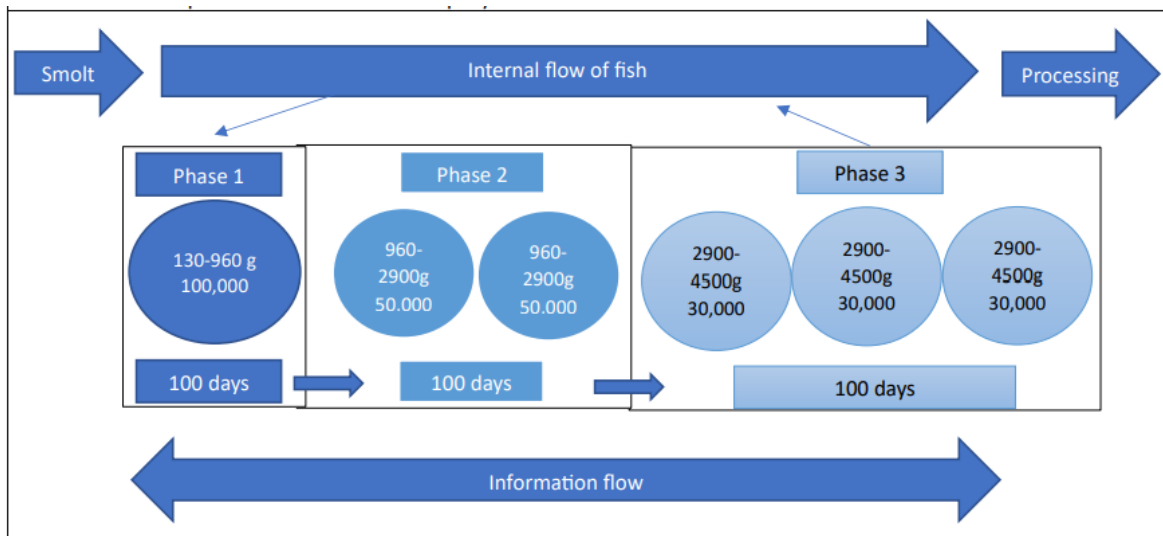 Smolt
Internal flow of fish
Processing
Phase 1
Phase 2
Phase 3
130-960 g
100,000
960-
2900g
50.000
960-
2900g
50.000
2900-
4500g
30,000
2900-
4500g
30,000
2900-
4500g
30,000
100 days
100 days
100 days
Information flow